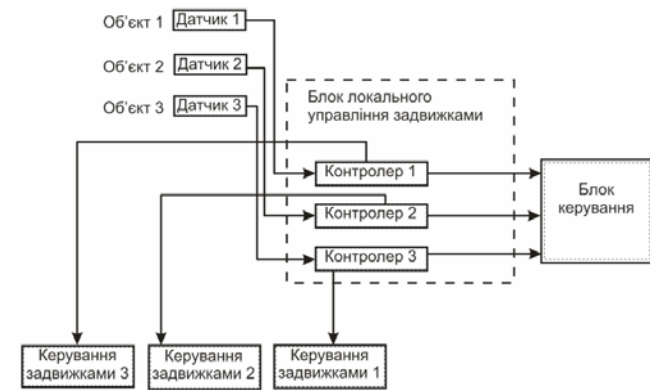 Об’єкт 1
Датчик 1
Об’єкт 2
Датчик 2
Об’єкт 3
Датчик 3
Блок локального
управління задвижками
Контролер 1
Контролер 2
Контролер 3
Блок
керування
Керування
задвижками 3
Керування
задвижками 2
Керування
задвижками 1